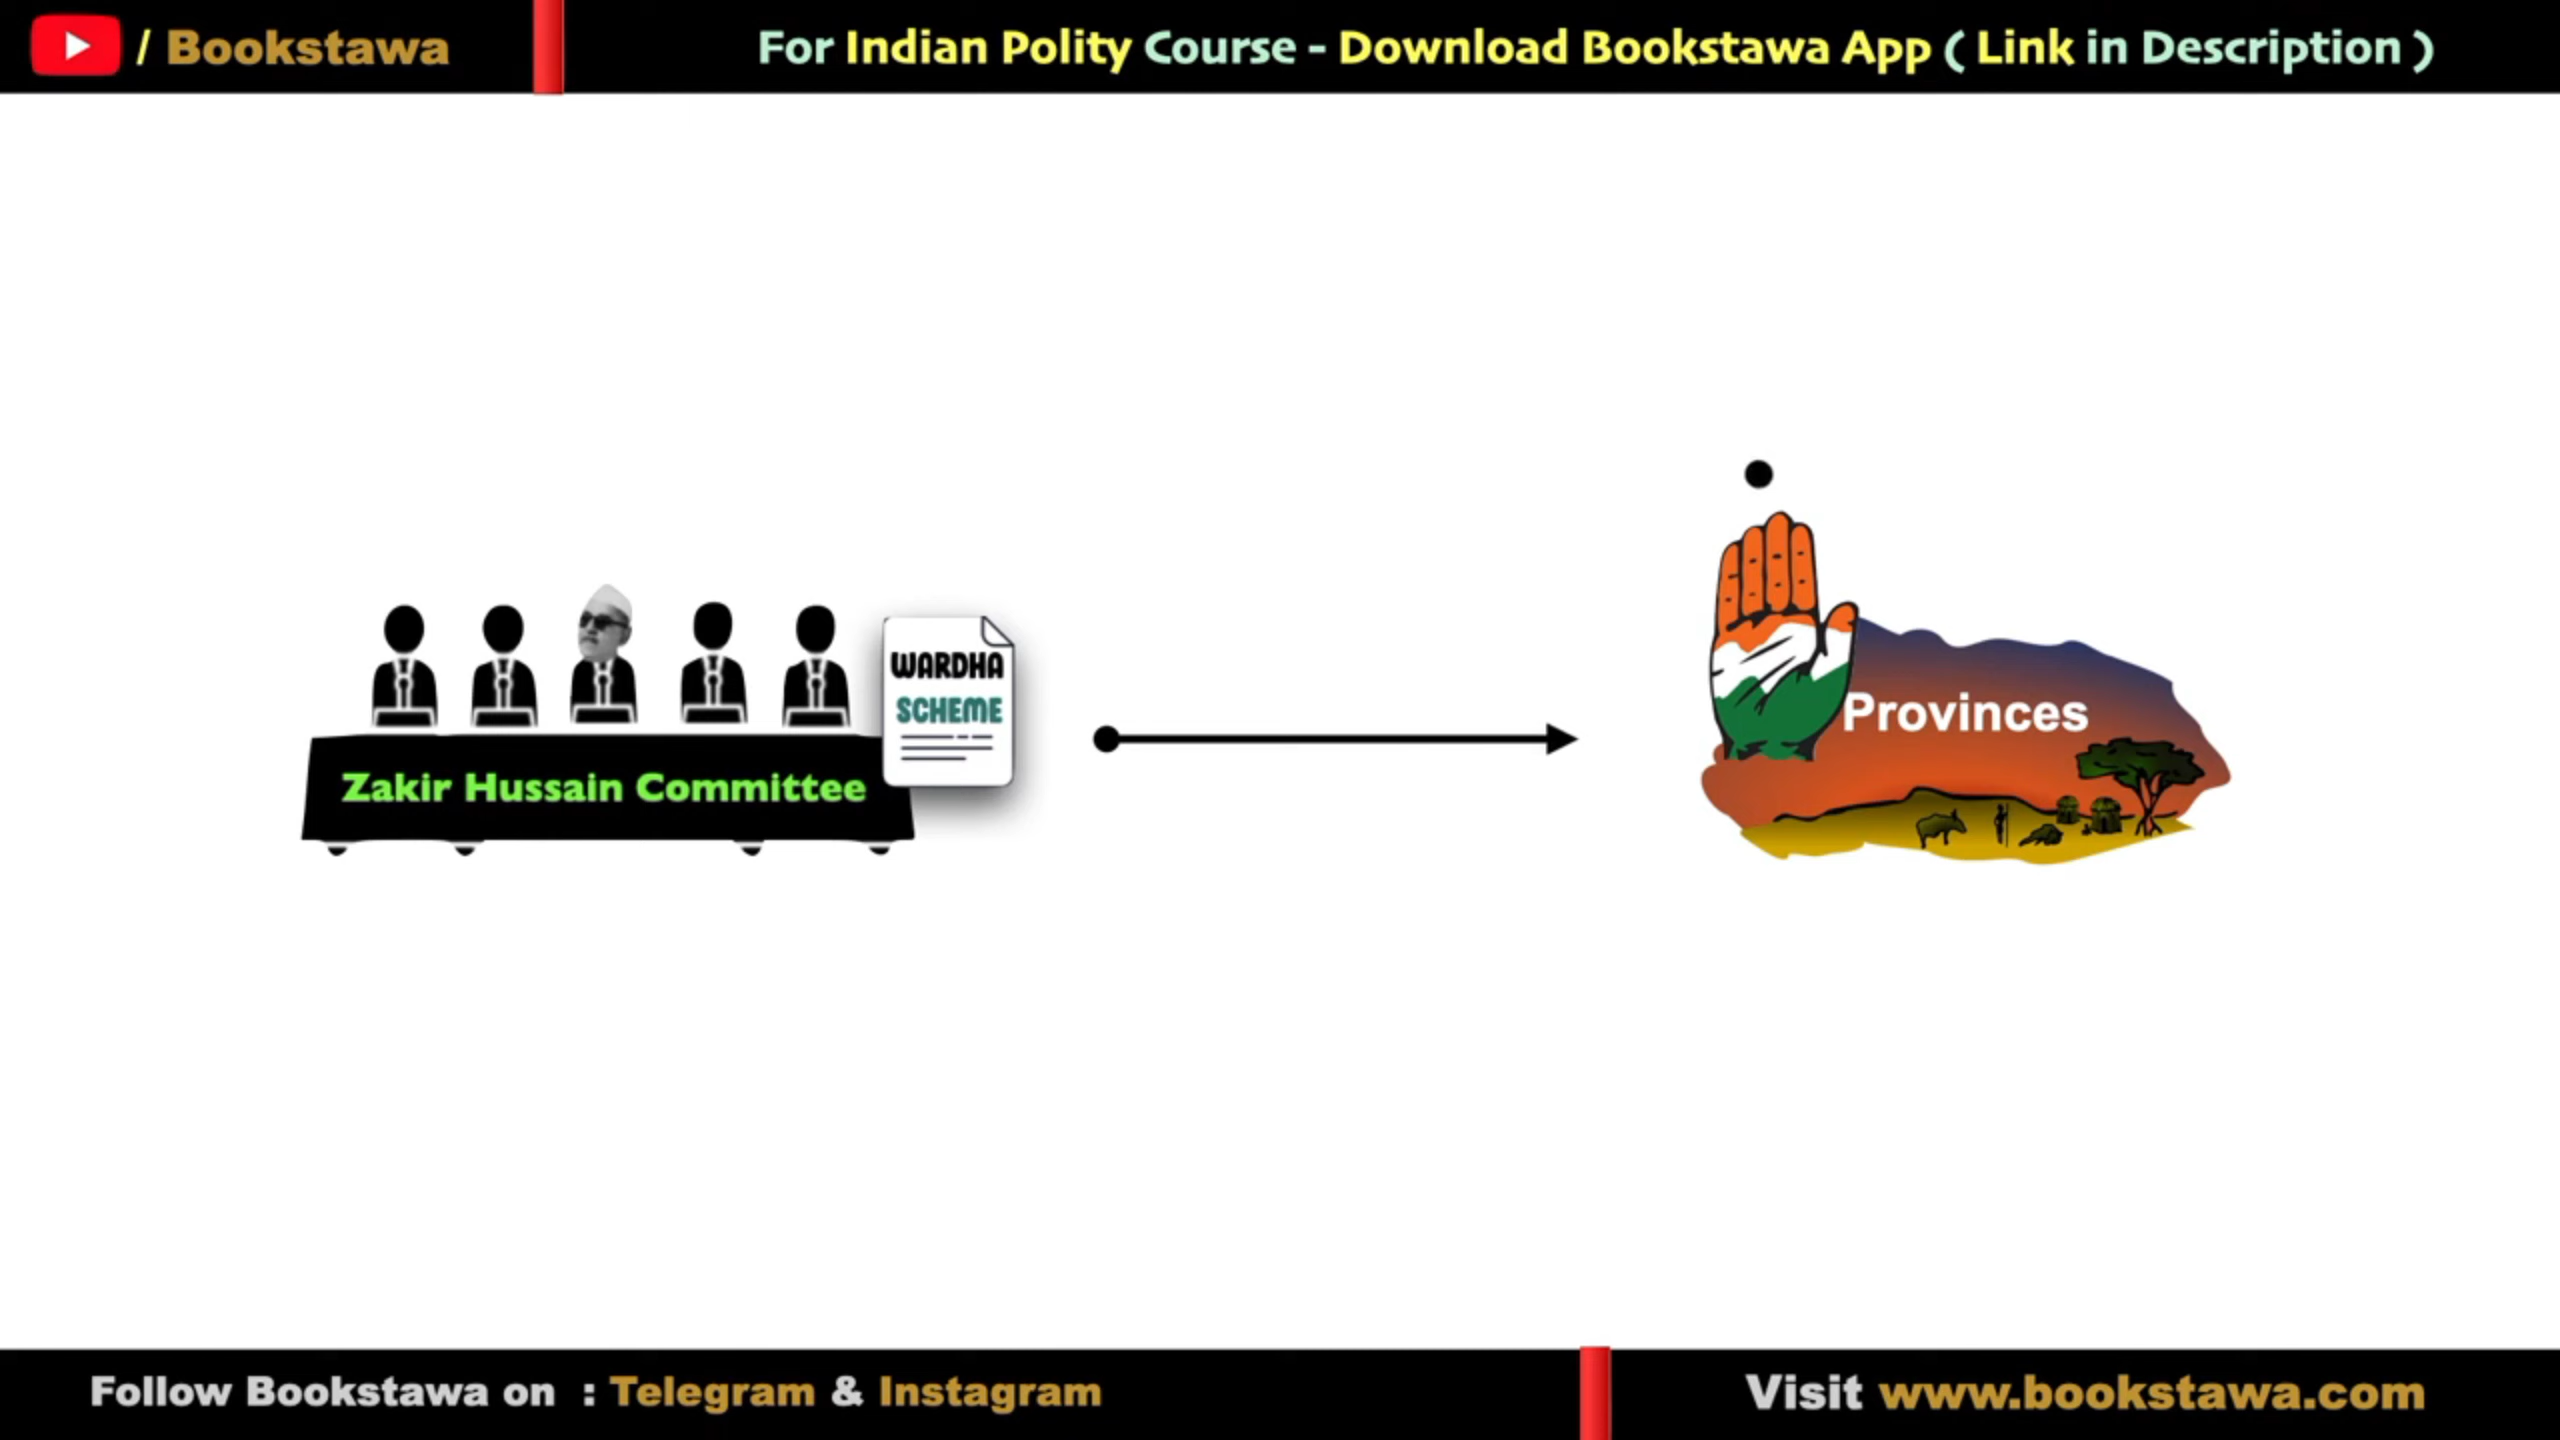 / Bookstawa
For Indian Polity Course - Download Bookstawa App ( Link in Description )
WARDHA
SCHEME
Zakir Hussain Committee
Provinces
Follow Bookstawa on : Telegram & Instagram
Visit www.bookstawa.com